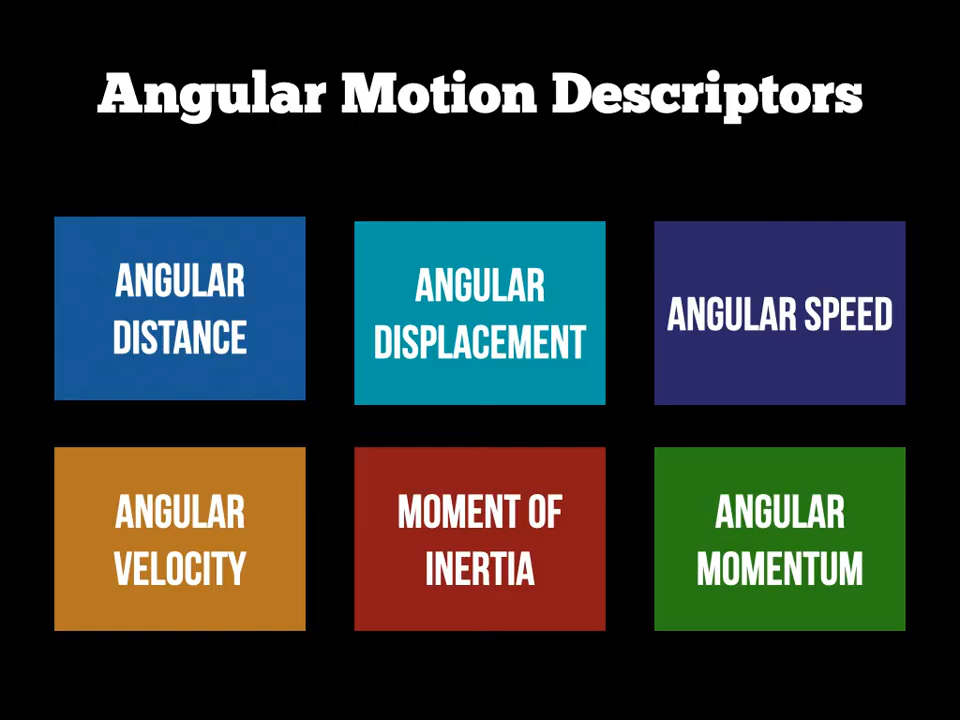 Angular Motion Descriptors
ANGULAR
DISTANCE
ANGULAR
DISPLACEMENT
ANGULAR SPEED
ANGULAR
VELOCITY
MOMENT OF
INERTIA
ANGULAR
MOMENTUM